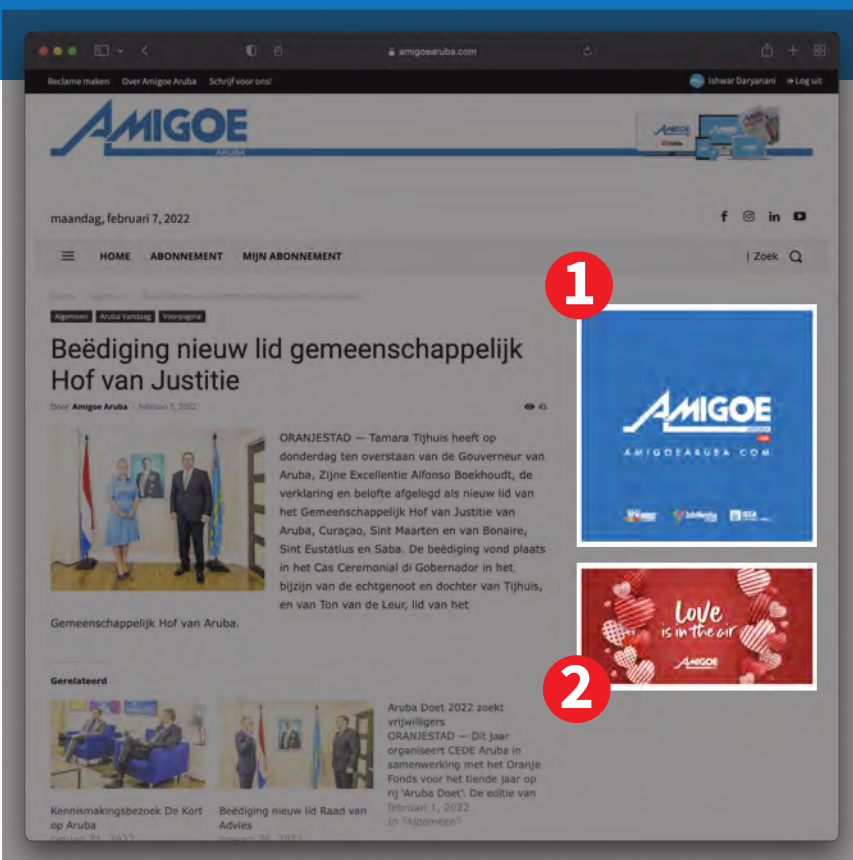 amigoearuba.com
Reclame maken Over Amigoe Aruba Schrijf voor ons!
Ishwar Daryanani Log uit
AMIGOE
ARUBA
maandag, februari 7, 2022
HOME ABONNEMENT MIJN ABONNEMENT
| Zoek
1
Algemeen Aruba Vandaag Voorpagina
Beëdiging nieuw lid gemeenschappelijk
Hof van Justitie
Door Amigoe Aruba - februari 5, 2022
45
ORANJESTAD — Tamara Tijhuis heeft op
donderdag ten overstaan van de Gouverneur van
Aruba, Zijne Excellentie Alfonso Boekhoudt, de
verklaring en belofte afgelegd als nieuw lid van
het Gemeenschappelijk Hof van Justitie van
Aruba, Curaçao, Sint Maarten en van Bonaire,
Sint Eustatius en Saba. De beëdiging vond plaats
in het Cas Ceremonial di Gobernador in het
bijzijn van de echtgenoot en dochter van Tijhuis,
en van Ton van de Leur, lid van het
Gemeenschappelijk Hof van Aruba.
AMIGOE
AMIGOEARUBA.COM
Love
is in the air
AMIGOE
2
Gerelateerd
Kennismakingsbezoek De Kort
op Aruba
Beëdiging nieuw lid Raad van
Advies
Aruba Doet 2022 zoekt
vrijwilligers
ORANJESTAD — Dit jaar
organiseert CEDE Aruba in
samenwerking met het Oranje
Fonds voor het tiende jaar op
rij 'Aruba Doet'. De editie van
februari 1, 2022
In "Algemeen"